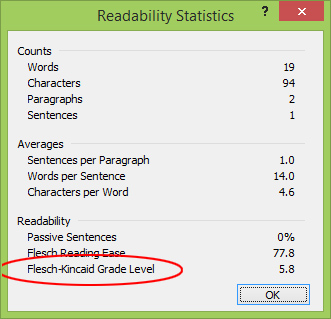 Readability Statistics ? ×
Counts
Words 19
Characters 94
Paragraphs 2
Sentences 1
Averages
Sentences per Paragraph 1.0
Words per Sentence 14.0
Characters per Word 4.6
Readability
Passive Sentences 0%
Flesch Reading Ease 77.8
Flesch-Kincaid Grade Level 5.8
OK